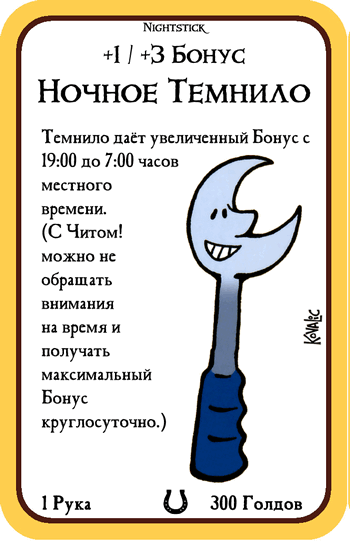 Nightstick
+1 / +3 Бонус
Ночное Темнило
Темнило даёт увеличенный Бонус с
19:00 до 7:00 часов
местного
времени.
(С Читом!
можно не
обращать
внимания
на время и
получать
максимальный
Бонус
круглосуточно.)
Kovalic
1 Рука
300 Голдов